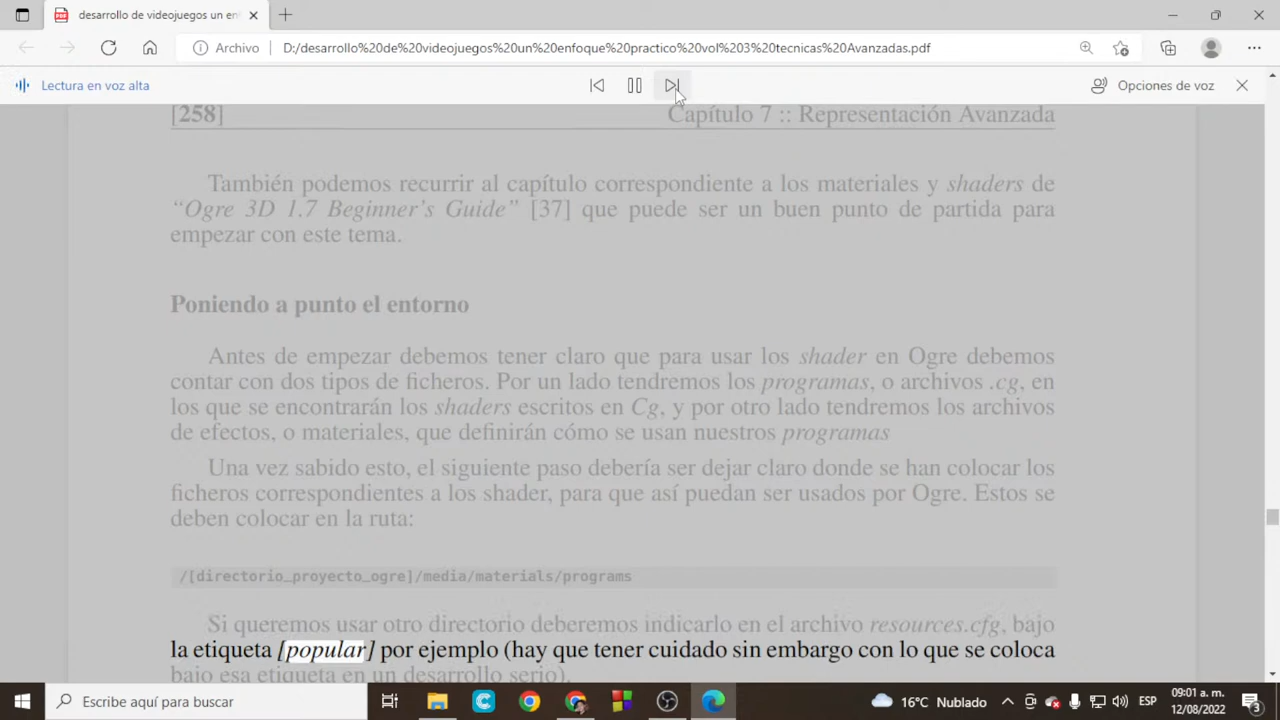 desarrollo de videojuegos un en
Archivo
D:/desarrollo%20de%20videojuegos%20un%20enfoque%20practico%20vol%203%20tecnicas%20Avanzadas.pdf
Lectura en voz alta
Opciones de voz
[258]
Capítulo 7 :: Representación Avanzada
También podemos recurrir al capítulo correspondiente a los materiales y shaders de
“Ogre 3D 1.7 Beginner’s Guide” [37] que puede ser un buen punto de partida para
empezar con este tema.
Poniendo a punto el entorno
Antes de empezar debemos tener claro que para usar los shader en Ogre debemos
contar con dos tipos de ficheros. Por un lado tendremos los programas, o archivos .cg, en
los que se encontrarán los shaders escritos en Cg, y por otro lado tendremos los archivos
de efectos, o materiales, que definirán cómo se usan nuestros programas
Una vez sabido esto, el siguiente paso debería ser dejar claro donde se han colocar los
ficheros correspondientes a los shader, para que así puedan ser usados por Ogre. Estos se
deben colocar en la ruta:
/[directorio_proyecto_ogre]/media/materials/programs
Si queremos usar otro directorio deberemos indicarlo en el archivo resources.cfg, bajo
la etiqueta [popular] por ejemplo (hay que tener cuidado sin embargo con lo que se coloca
bajo esa etiqueta en un desarrollo serio).
Escribe aquí para buscar
16°C Nublado
ESP
09:01 a. m.
12/08/2022
3